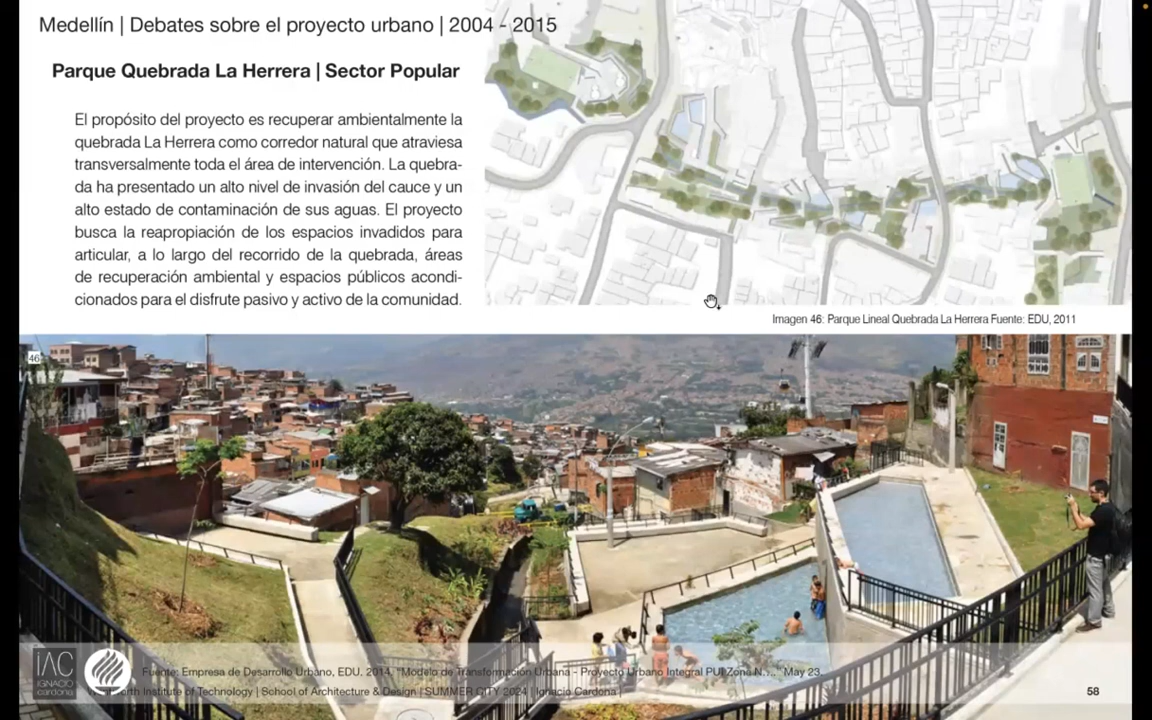 Medellín | Debates sobre el proyecto urbano | 2004 - 2015
Parque Quebrada La Herrera | Sector Popular
El propósito del proyecto es recuperar ambientalmente la
quebrada La Herrera como corredor natural que atraviesa
transversalmente toda el área de intervención. La quebra-
da ha presentado un alto nivel de invasión del cauce y un
alto estado de contaminación de sus aguas. El proyecto
busca la reapropiación de los espacios invadidos para
articular, a lo largo del recorrido de la quebrada, áreas
de recuperación ambiental y espacios públicos acondi-
cionados para el disfrute pasivo y activo de la comunidad.
Imagen 46: Parque Lineal Quebrada La Herrera Fuente: EDU, 2011
46
IAC
IGNACIO
cardona
Fuente: Empresa de Desarrollo Urbano, EDU. 2014. "Modelo de Transformación Urbana - Proyecto Urbano Integral PUI Zona N..." May 23.
Wentworth Institute of Technology | School of Architecture & Design | SUMMER CITY 2024 | Ignacio Cardona |
58